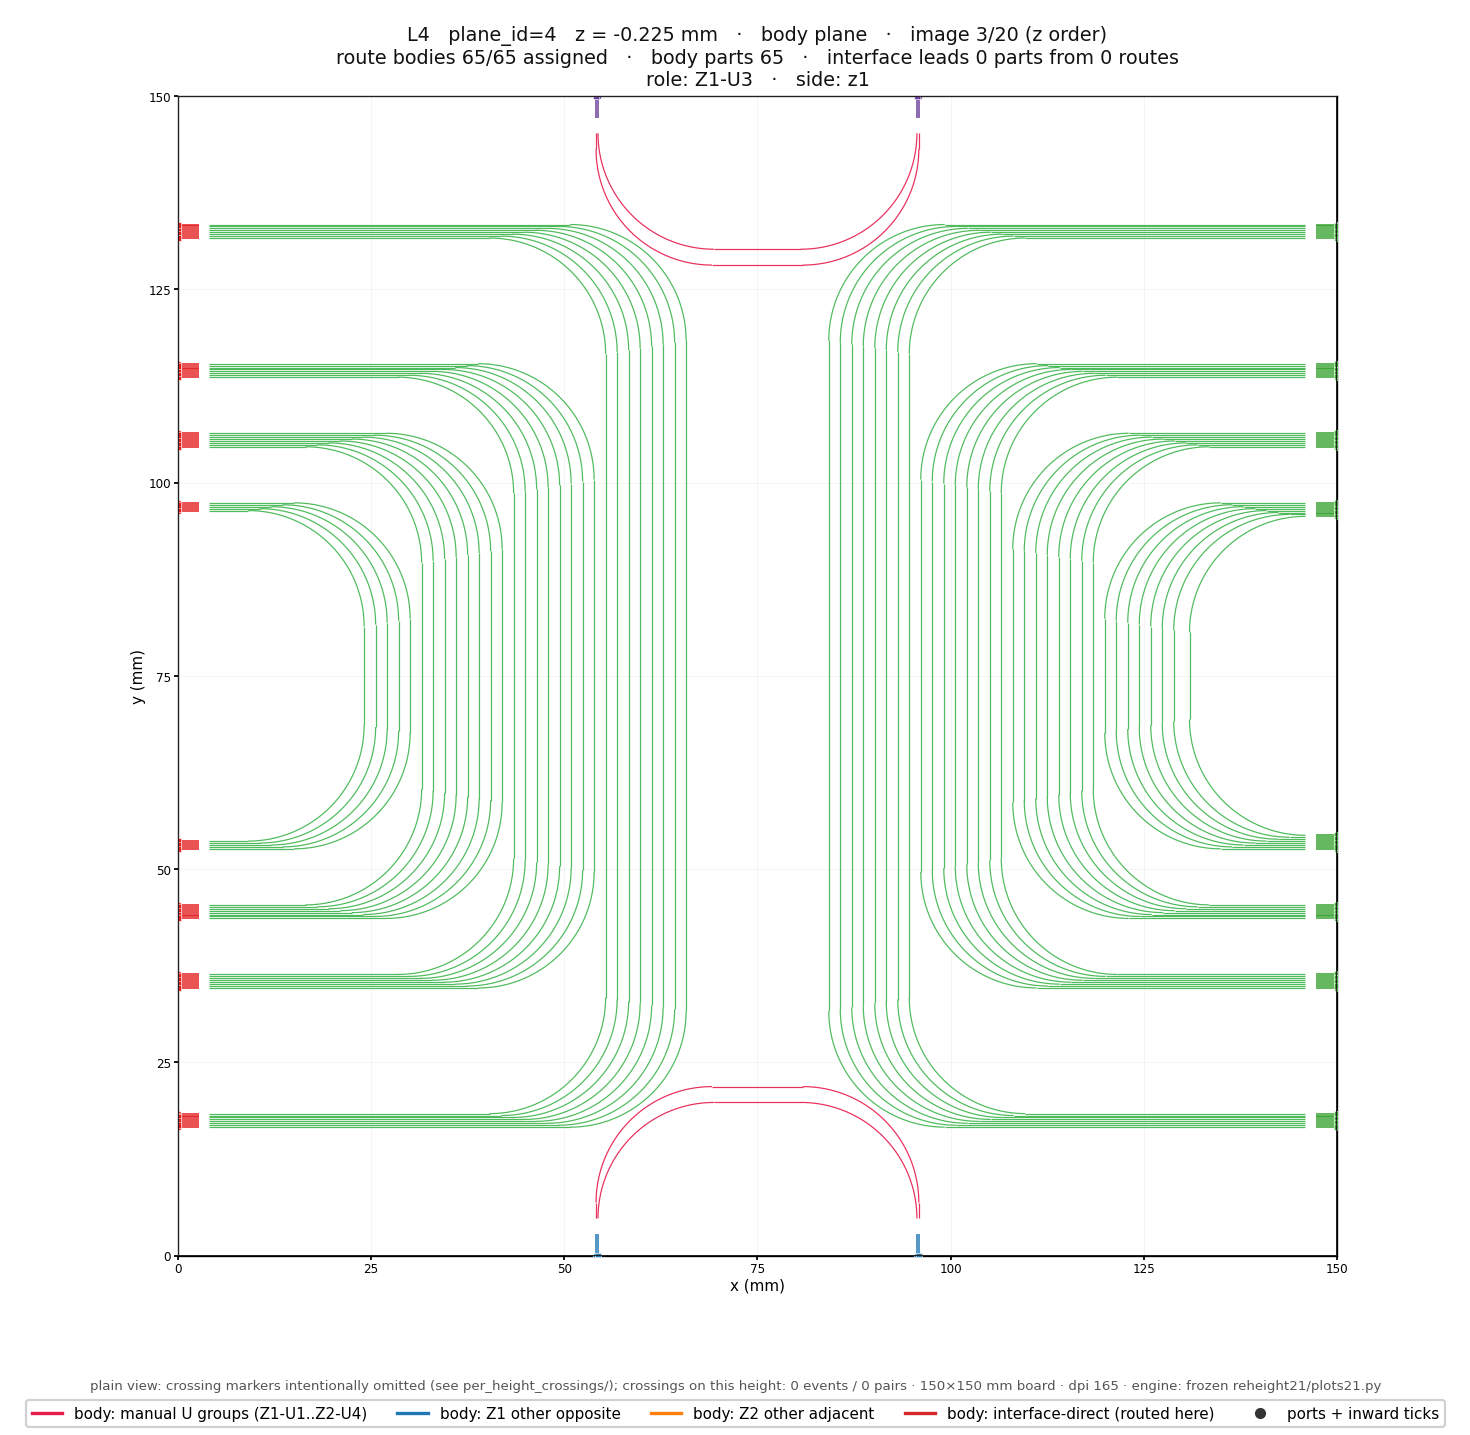 L4   plane_id=4   z = -0.225 mm   ·   body plane   ·   image 3/20 (z order)
route bodies 65/65 assigned   ·   body parts 65   ·   interface leads 0 parts from 0 routes
role: Z1-U3   ·   side: z1
150
125
100
75
50
25
0
y (mm)
0 25 50 75 100 125 150
x (mm)
plain view: crossing markers intentionally omitted (see per_height_crossings/); crossings on this height: 0 events / 0 pairs · 150×150 mm board · dpi 165 · engine: frozen reheight21/plots21.py
body: manual U groups (Z1-U1..Z2-U4) body: Z1 other opposite body: Z2 other adjacent body: interface-direct (routed here) ports + inward ticks